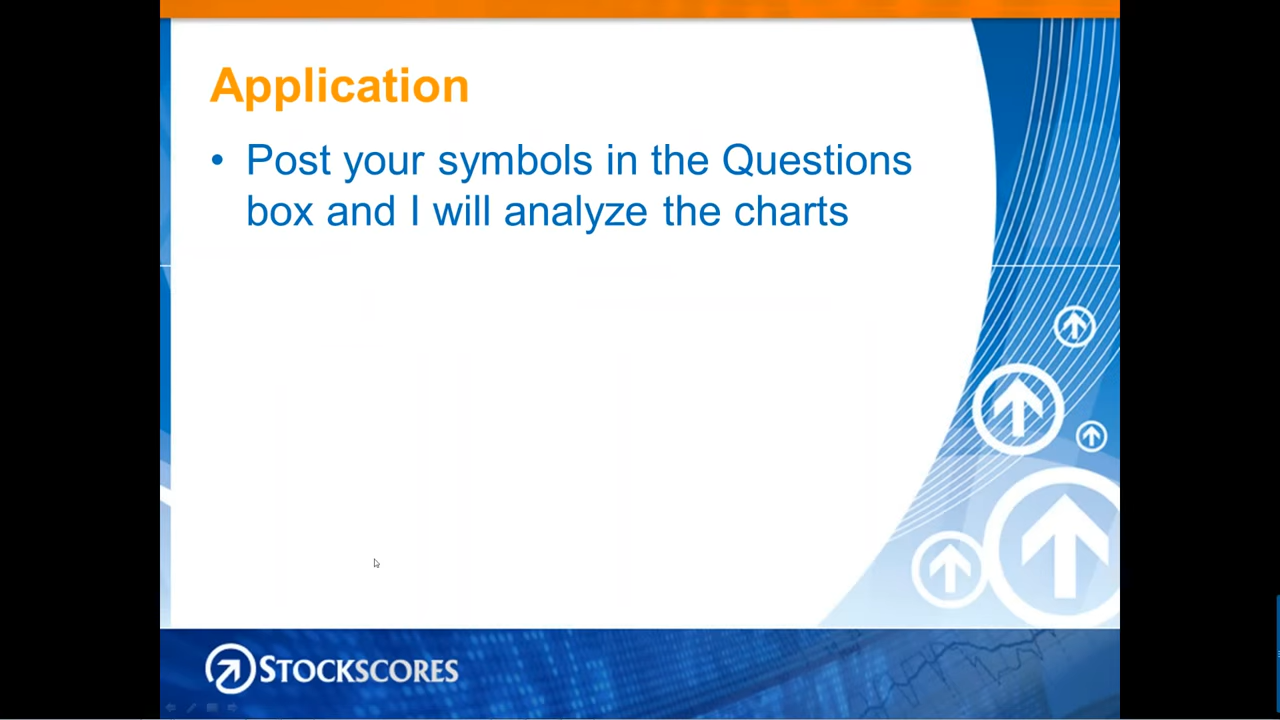 Application
• Post your symbols in the Questions
box and I will analyze the charts
STOCKSCORES